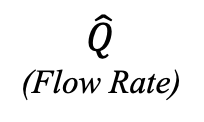 Q̂
(Flow Rate)